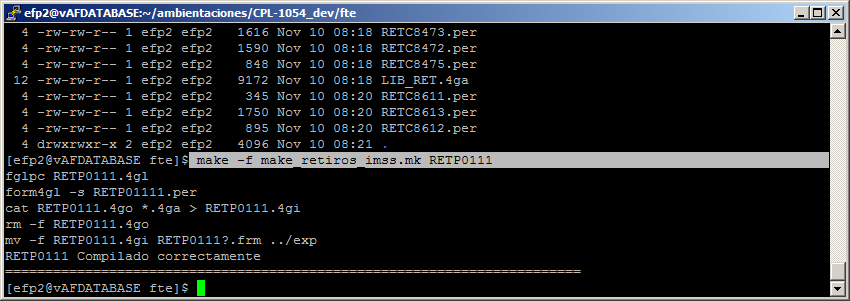 efp2@vAFDATABASE:~/ambientaciones/CPL-1054_dev/fte
4 -rw-rw-r-- 1 efp2 efp2 1616 Nov 10 08:18 RETC8473.per
4 -rw-rw-r-- 1 efp2 efp2 1590 Nov 10 08:18 RETC8472.per
4 -rw-rw-r-- 1 efp2 efp2 848 Nov 10 08:18 RETC8475.per
12 -rw-rw-r-- 1 efp2 efp2 9172 Nov 10 08:18 LIB_RET.4ga
4 -rw-rw-r-- 1 efp2 efp2 345 Nov 10 08:20 RETC8611.per
4 -rw-rw-r-- 1 efp2 efp2 1750 Nov 10 08:20 RETC8613.per
4 -rw-rw-r-- 1 efp2 efp2 895 Nov 10 08:20 RETC8612.per
4 drwxrwxr-x 2 efp2 efp2 4096 Nov 10 08:21 .
[efp2@vAFDATABASE fte]$ make -f make_retiros_imss.mk RETP0111
fglpc RETP0111.4gl
form4gl -s RETP01111.per
cat RETP0111.4go *.4ga > RETP0111.4gi
rm -f RETP0111.4go
mv -f RETP0111.4gi RETP0111?.frm ../exp
RETP0111 Compilado correctamente
========================================================================
[efp2@vAFDATABASE fte]$